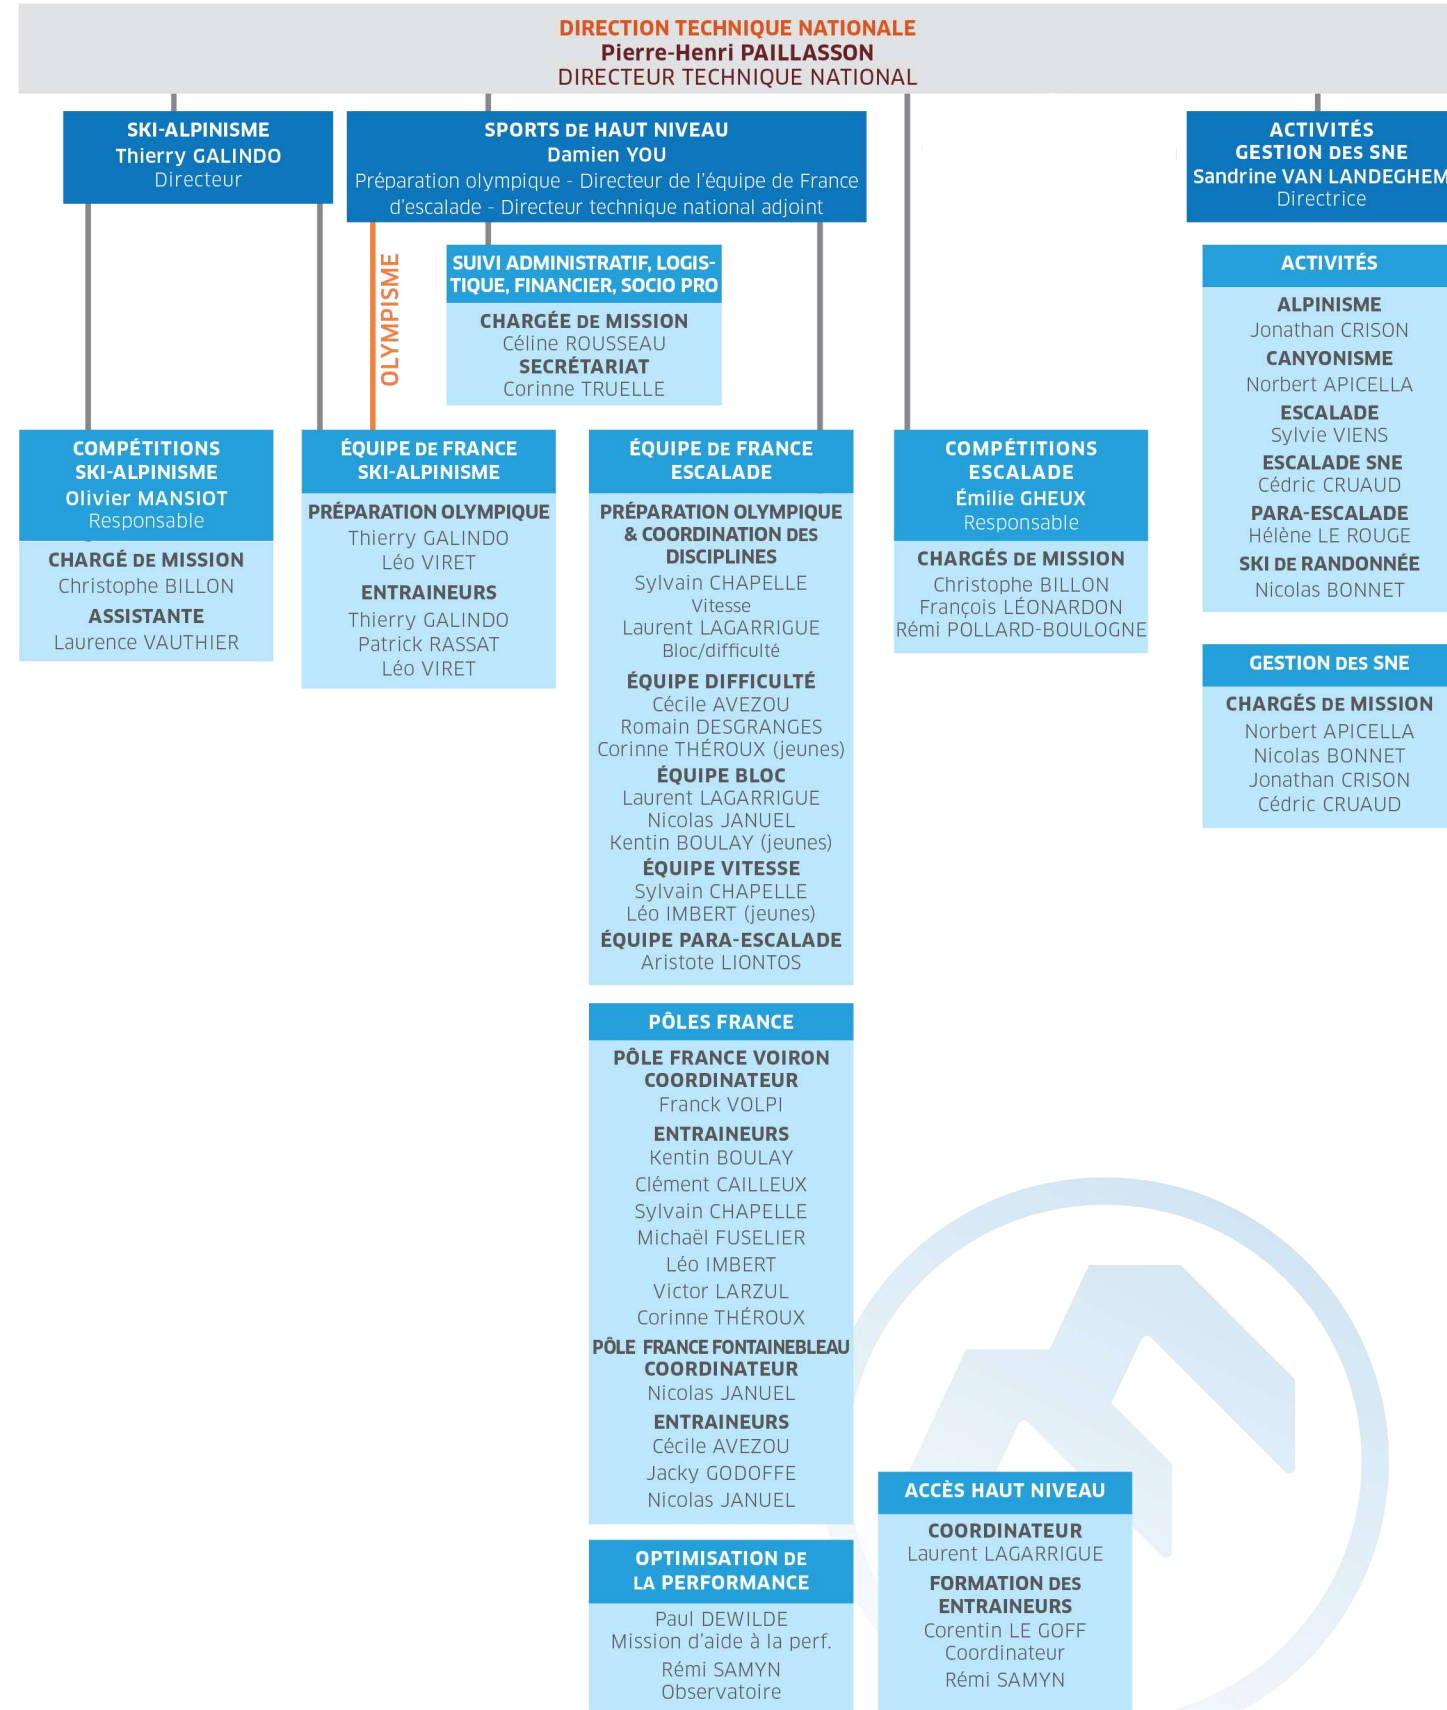 DIRECTION TECHNIQUE NATIONALE
Pierre-Henri PAILLASSON
DIRECTEUR TECHNIQUE NATIONAL
SKI-ALPINISME
Thierry GALINDO
Directeur
SPORTS DE HAUT NIVEAU
Damien YOU
Préparation olympique - Directeur de l'équipe de France
d'escalade - Directeur technique national adjoint
ACTIVITÉS
GESTION DES SNE
Sandrine VAN LANDEGHEM
Directrice
OLYMPISME
SUIVI ADMINISTRATIF, LOGIS-
TIQUE, FINANCIER, SOCIO PRO
CHARGÉE DE MISSION
Céline ROUSSEAU
SECRÉTARIAT
Corinne TRUELLE
COMPÉTITIONS
SKI-ALPINISME
Olivier MANSIOT
Responsable
CHARGÉ DE MISSION
Christophe BILLON
ASSISTANTE
Laurence VAUTHIER
ÉQUIPE DE FRANCE
SKI-ALPINISME
PRÉPARATION OLYMPIQUE
Thierry GALINDO
Léo VIRET
ENTRAINEURS
Thierry GALINDO
Patrick RASSAT
Léo VIRET
ÉQUIPE DE FRANCE
ESCALADE
PRÉPARATION OLYMPIQUE
& COORDINATION DES
DISCIPLINES
Sylvain CHAPELLE
Vitesse
Laurent LAGARRIGUE
Bloc/difficulté
ÉQUIPE DIFFICULTÉ
Cécile AVEZOU
Romain DESGRANGES
Corinne THÉROUX (jeunes)
ÉQUIPE BLOC
Laurent LAGARRIGUE
Nicolas JANUEL
Kentin BOULAY (jeunes)
ÉQUIPE VITESSE
Sylvain CHAPELLE
Léo IMBERT (jeunes)
ÉQUIPE PARA-ESCALADE
Aristote LIONTOS
PÔLES FRANCE
PÔLE FRANCE VOIRON
COORDINATEUR
Franck VOLPI
ENTRAINEURS
Kentin BOULAY
Clément CAILLEUX
Sylvain CHAPELLE
Michaël FUSELIER
Léo IMBERT
Victor LARZUL
Corinne THÉROUX
PÔLE FRANCE FONTAINEBLEAU
COORDINATEUR
Nicolas JANUEL
ENTRAINEURS
Cécile AVEZOU
Jacky GODOFFE
Nicolas JANUEL
OPTIMISATION DE
LA PERFORMANCE
Paul DEWILDE
Mission d'aide à la perf.
Rémi SAMYN
Observatoire
COMPÉTITIONS
ESCALADE
Émilie GHEUX
Responsable
CHARGÉS DE MISSION
Christophe BILLON
François LÉONARDON
Rémi POLLARD-BOULOGNE
ACCÈS HAUT NIVEAU
COORDINATEUR
Laurent LAGARRIGUE
FORMATION DES
ENTRAINEURS
Corentin LE GOFF
Coordinateur
Rémi SAMYN
ACTIVITÉS
ALPINISME
Jonathan CRISON
CANYONISME
Norbert APICELLA
ESCALADE
Sylvie VIENS
ESCALADE SNE
Cédric CRUAUD
PARA-ESCALADE
Hélène LE ROUGE
SKI DE RANDONNÉE
Nicolas BONNET
GESTION DES SNE
CHARGÉS DE MISSION
Norbert APICELLA
Nicolas BONNET
Jonathan CRISON
Cédric CRUAUD